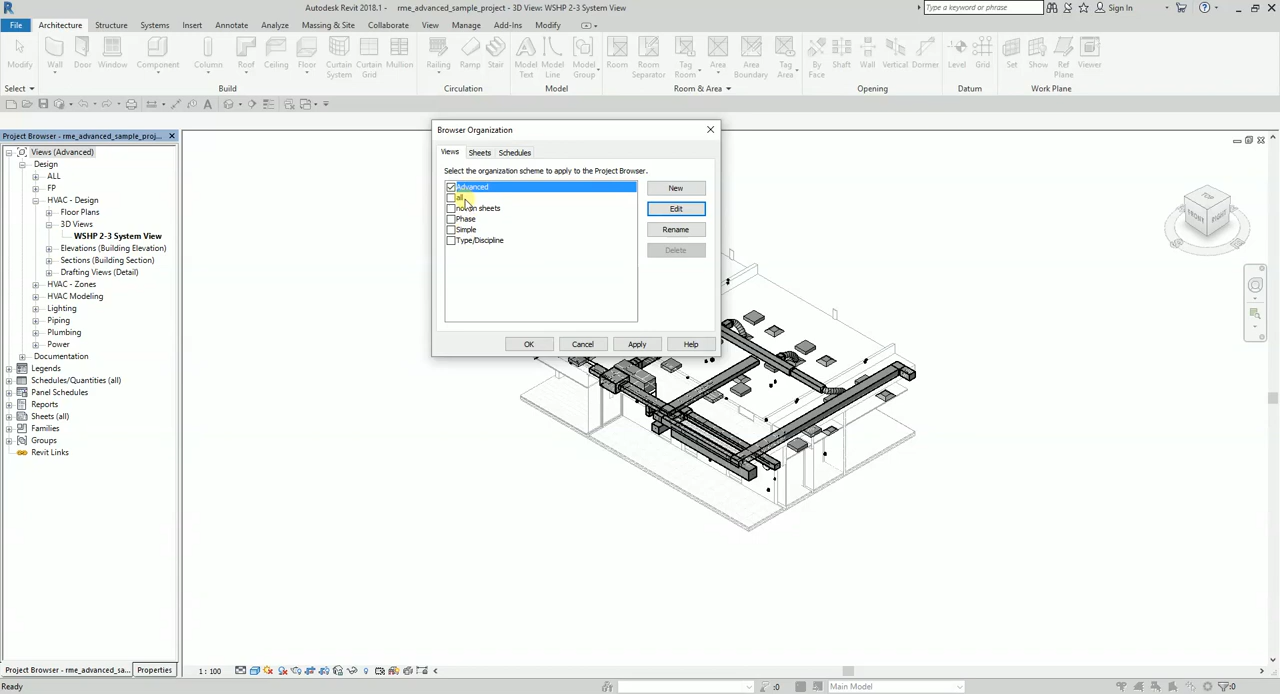 Autodesk Revit 2018.1 - rme_advanced_sample_project - 3D View: WSHP 2-3 System View
Type a keyword or phrase
Sign In
File Architecture Structure Systems Insert Annotate Analyze Massing & Site Collaborate View Manage Add-Ins Modify
Modify Wall Door Window Component Column Roof Ceiling Floor Curtain System Curtain Grid Mullion Railing Ramp Stair Model Text Model Line Model Group Room Room Separator Tag Room Area Area Boundary Tag Area By Face Shaft Wall Vertical Dormer Level Grid Set Show Ref Plane Viewer
Select Build Circulation Model Room & Area Opening Datum Work Plane
Project Browser - rme_advanced_sample_proj...
Views (Advanced)
Design
ALL
FP
HVAC - Design
Floor Plans
3D Views
WSHP 2-3 System View
Elevations (Building Elevation)
Sections (Building Section)
Drafting Views (Detail)
HVAC - Zones
HVAC Modeling
Lighting
Piping
Plumbing
Power
Documentation
Legends
Schedules/Quantities (all)
Panel Schedules
Reports
Sheets (all)
Families
Groups
Revit Links
Browser Organization
Views Sheets Schedules
Select the organization scheme to apply to the Project Browser.
Advanced
all
not on sheets
Phase
Simple
Type/Discipline
New
Edit
Rename
Delete
OK Cancel Apply Help
TOP
FRONT
RIGHT
Project Browser - rme_advanced_sa... Properties
1 : 100
Ready
:0
Main Model
:0